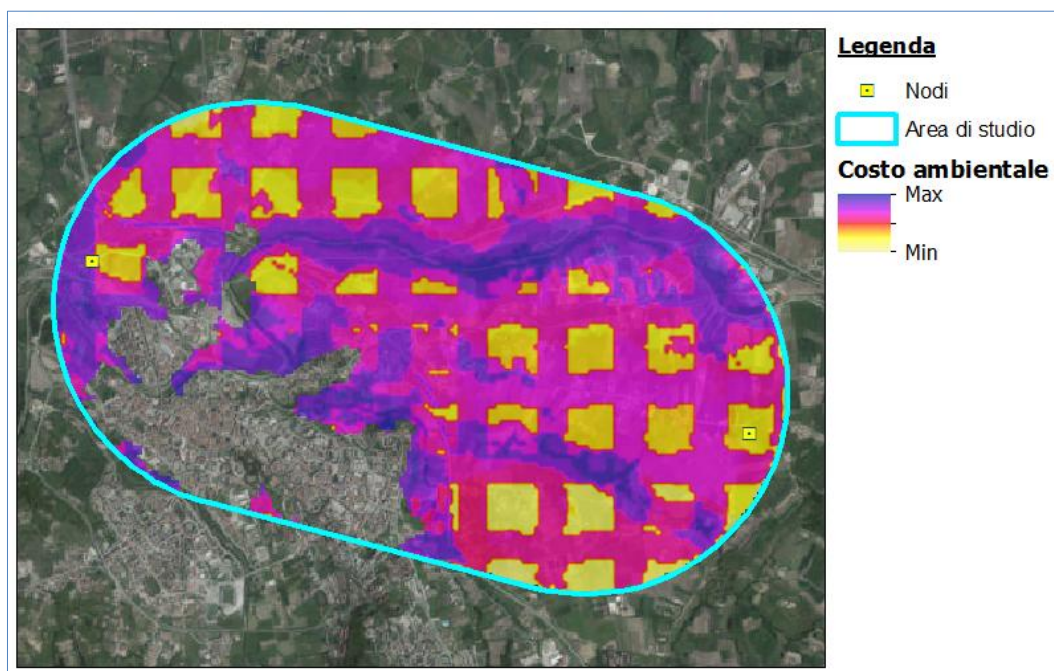 Legenda
Nodi
Area di studio
Costo ambientale
Max
Min